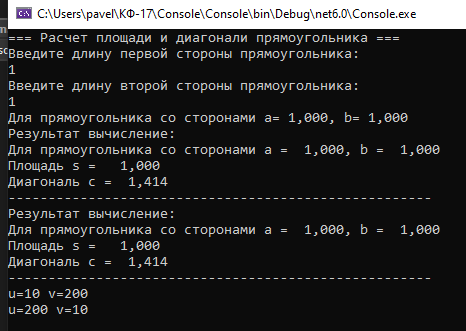 C:\Users\pavel\КФ-17\Console\Console\bin\Debug\net6.0\Console.exe
=== Расчет площади и диагонали прямоугольника ===
Введите длину первой стороны прямоугольника:
1
Введите длину второй стороны прямоугольника:
1
Для прямоугольника со сторонами a= 1,000, b= 1,000
Результат вычисление:
Для прямоугольника со сторонами a =  1,000, b =  1,000
Площадь s =   1,000
Диагональ c =  1,414
-----------------------------------------------------
Результат вычисление:
Для прямоугольника со сторонами a =  1,000, b =  1,000
Площадь s =   1,000
Диагональ c =  1,414
-----------------------------------------------------
u=10 v=200
u=200 v=10